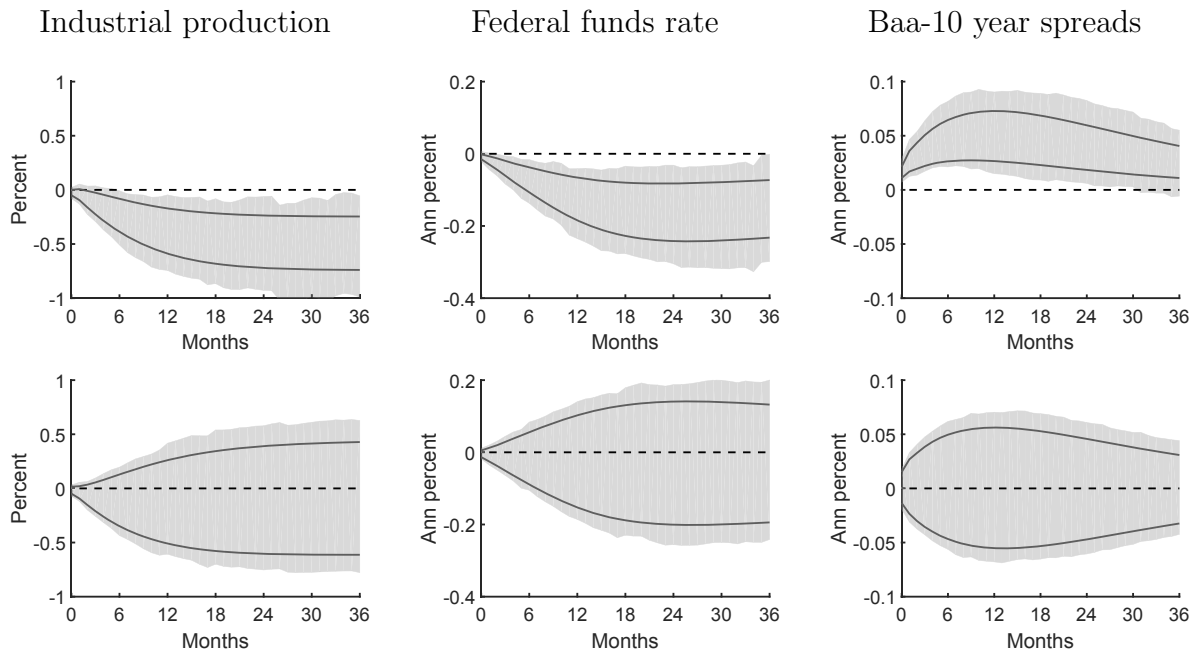 Industrial production Federal funds rate Baa-10 year spreads
1 0.2 0.1
0.5 0 0.05
0 -0.2 0
-0.5 -0.4 -0.05
-1 -0.1
Percent Ann percent Ann percent
0 6 12 18 24 30 36 0 6 12 18 24 30 36 0 6 12 18 24 30 36
Months Months Months
1 0.2 0.1
0.5 0 0.05
0 -0.2 0
-0.5 -0.4 -0.05
-1 -0.1
Percent Ann percent Ann percent
0 6 12 18 24 30 36 0 6 12 18 24 30 36 0 6 12 18 24 30 36
Months Months Months